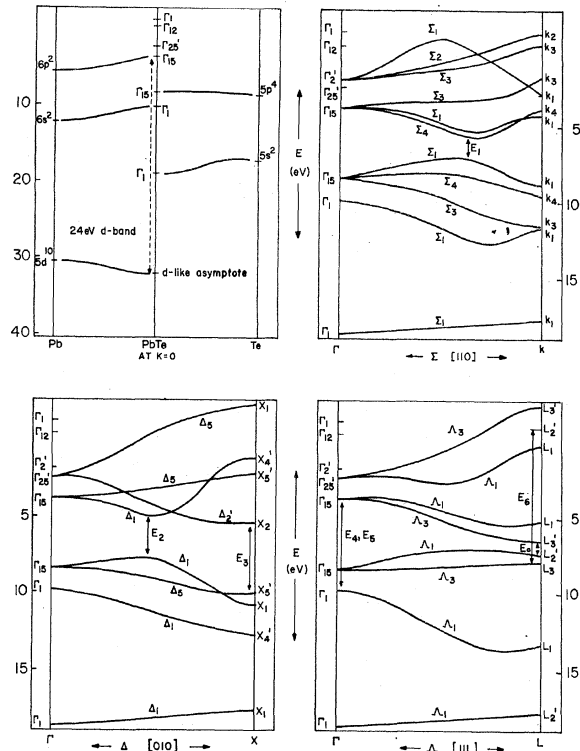 Γ1
Γ12
Γ25'
Γ15
6p²
10
Γ15
5p⁴
6s²
Γ1
5s²
Γ1
20
24eV d-band
30
5d¹⁰
d-like asymptote
40
Pb
PbTe
Te
AT K=0
E
(eV)
Γ1
Γ12
Γ2'
Γ25'
Γ15
Γ15
Γ1
Γ1
Σ1
Σ2
Σ3
Σ3
Σ1
Σ4
E1
Σ1
Σ4
Σ3
Σ1
Σ1
K2
K3
K3
K1
K4
K1
K1
K4
K3
K1
K1
5
10
15
Γ
Σ [110]
K
Γ1
Γ12
Γ2'
Γ25'
Γ15
5
Γ15
Γ1
10
15
Γ1
Δ5
Δ5
Δ1
Δ2'
E2
Δ1
E3
Δ5
Δ1
Δ1
X1
X4'
X5'
X2
X5'
X1
X4'
X1
Γ
Δ [010]
X
E
(eV)
Γ1
Γ12
Γ2'
Γ25'
Γ15
Γ15
Γ1
Γ1
Λ3
Λ1
E6
Λ1
Λ3
E4, E5
Λ1
E0
Λ3
Λ1
Λ1
L3'
L2'
L1
L1
L3'
L2'
L3
L1
L2'
5
10
15
Γ
Λ [111]
L